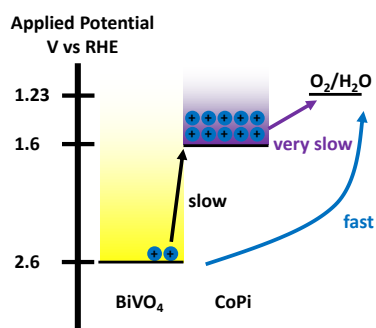 Applied Potential
V vs RHE
O₂/H₂O
1.23
1.6
very slow
slow
fast
2.6
BiVO₄
CoPi